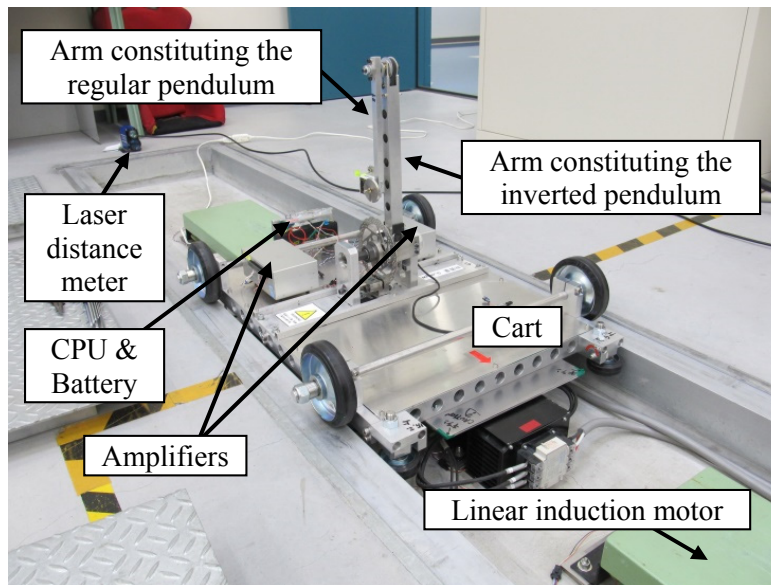 Arm constituting the
regular pendulum
Arm constituting the
inverted pendulum
Laser
distance
meter
CPU &
Battery
Cart
Amplifiers
Linear induction motor